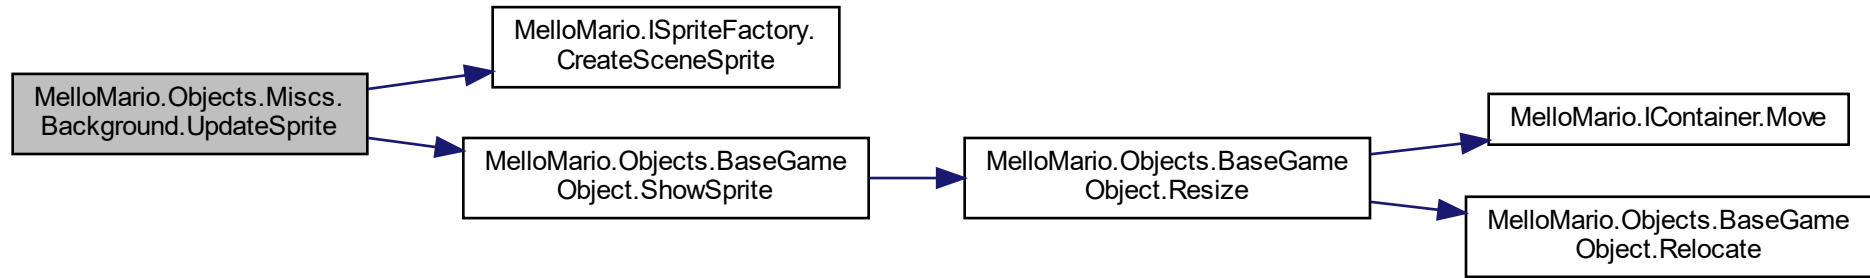 MelloMario.Objects.Miscs.
Background.UpdateSprite
MelloMario.ISpriteFactory.
CreateSceneSprite
MelloMario.Objects.BaseGame
Object.ShowSprite
MelloMario.Objects.BaseGame
Object.Resize
MelloMario.IContainer.Move
MelloMario.Objects.BaseGame
Object.Relocate